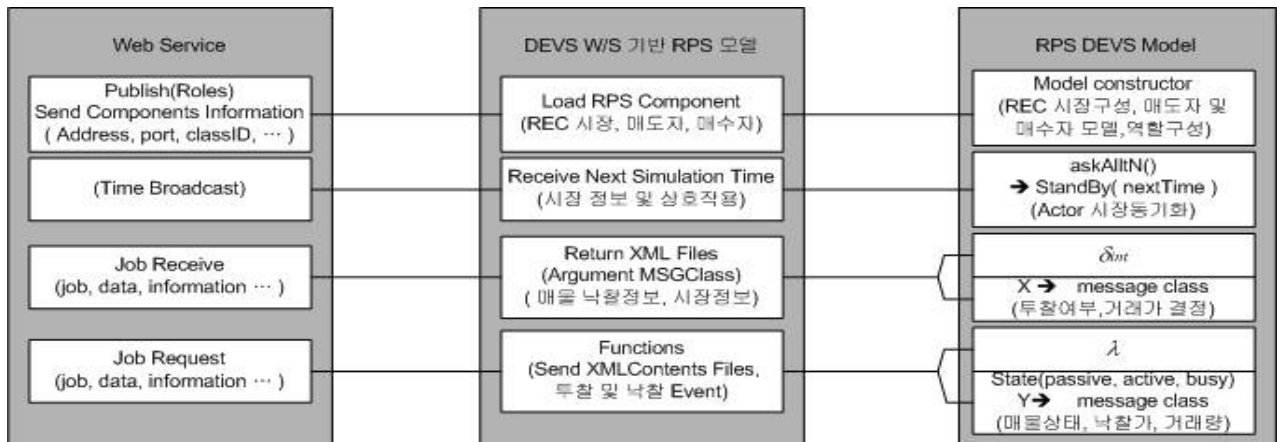 Web Service
Publish(Roles)
Send Components Information
( Address, port, classID, ··· )
(Time Broadcast)
Job Receive
(job, data, information ··· )
Job Request
(job, data, information ··· )
DEVS W/S 기반 RPS 모델
Load RPS Component
(REC 시장, 매도자, 매수자)
Receive Next Simulation Time
(시장 정보 및 상호작용)
Return XML Files
(Argument MSGClass)
( 매물 낙찰정보, 시장정보)
Functions
(Send XMLContents Files,
투찰 및 낙찰 Event)
RPS DEVS Model
Model constructor
(REC 시장구성, 매도자 및
매수자 모델,역할구성)
askAlltN()
➔ StandBy( nextTime )
(Actor 시장동기화)
δint
X ➔ message class
(투찰여부,거래가 결정)
λ
State(passive, active, busy)
Y➔ message class
(매물상태, 낙찰가, 거래량)